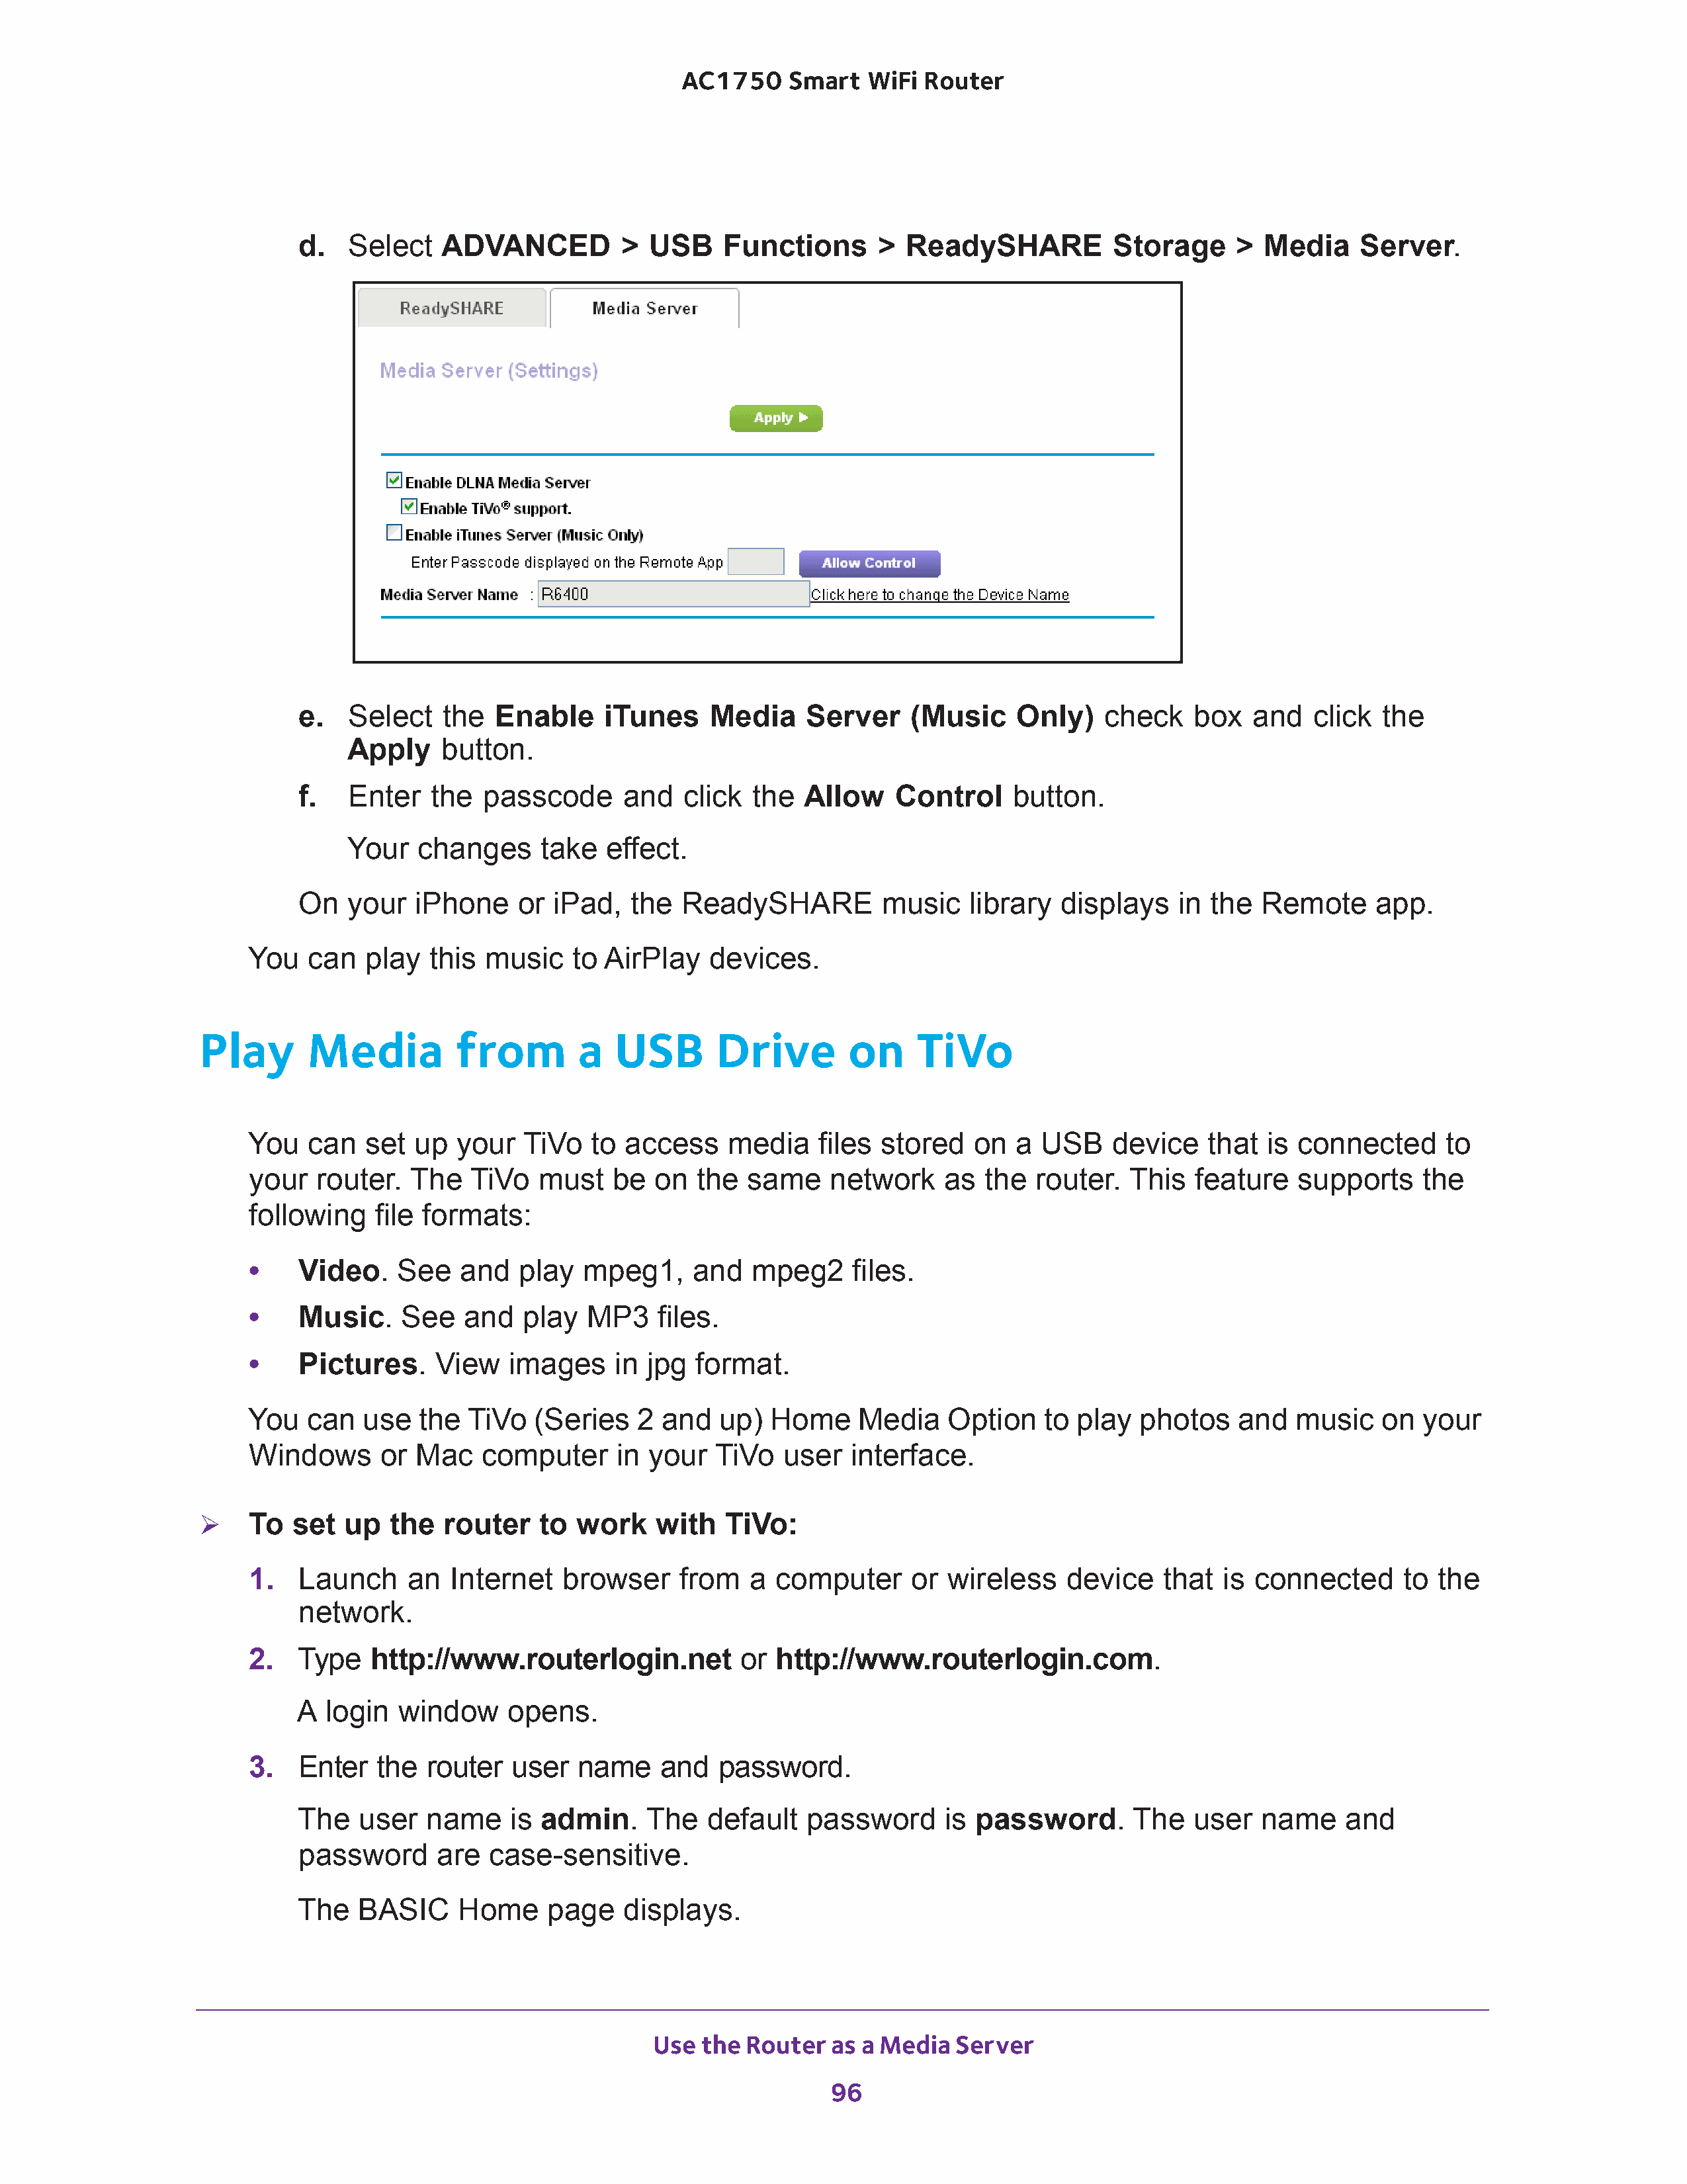 AC1750 Smart WiFi Router
d. Select ADVANCED > USB Functions > ReadySHARE Storage > Media Server.
ReadySHARE Media Server
Media Server (Settings)
Apply ►
Enable DLNA Media Server
Enable TiVo® support.
Enable iTunes Server (Music Only)
Enter Passcode displayed on the Remote App Allow Control
Media Server Name : R6400 Click here to change the Device Name
e. Select the Enable iTunes Media Server (Music Only) check box and click the
Apply button.
f. Enter the passcode and click the Allow Control button.
Your changes take effect.
On your iPhone or iPad, the ReadySHARE music library displays in the Remote app.
You can play this music to AirPlay devices.
Play Media from a USB Drive on TiVo
You can set up your TiVo to access media files stored on a USB device that is connected to
your router. The TiVo must be on the same network as the router. This feature supports the
following file formats:
• Video. See and play mpeg1, and mpeg2 files.
• Music. See and play MP3 files.
• Pictures. View images in jpg format.
You can use the TiVo (Series 2 and up) Home Media Option to play photos and music on your
Windows or Mac computer in your TiVo user interface.
➢ To set up the router to work with TiVo:
1. Launch an Internet browser from a computer or wireless device that is connected to the
network.
2. Type http://www.routerlogin.net or http://www.routerlogin.com.
A login window opens.
3. Enter the router user name and password.
The user name is admin. The default password is password. The user name and
password are case-sensitive.
The BASIC Home page displays.
Use the Router as a Media Server
96